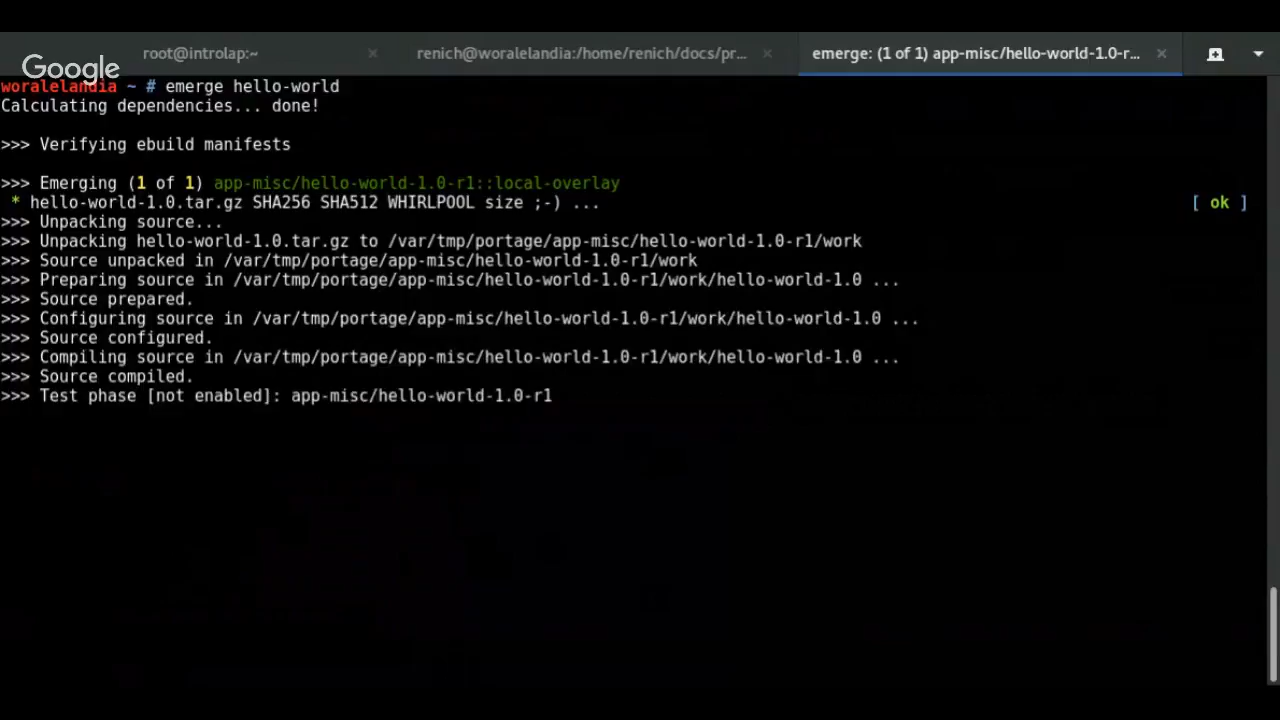 Google
root@introlap:~ × renich@woralelandia:/home/renich/docs/pr... × emerge: (1 of 1) app-misc/hello-world-1.0-r... ×
woralelandia ~ # emerge hello-world
Calculating dependencies... done!
>>> Verifying ebuild manifests
>>> Emerging (1 of 1) app-misc/hello-world-1.0-r1::local-overlay
* hello-world-1.0.tar.gz SHA256 SHA512 WHIRLPOOL size ;-) ... [ ok ]
>>> Unpacking source...
>>> Unpacking hello-world-1.0.tar.gz to /var/tmp/portage/app-misc/hello-world-1.0-r1/work
>>> Source unpacked in /var/tmp/portage/app-misc/hello-world-1.0-r1/work
>>> Preparing source in /var/tmp/portage/app-misc/hello-world-1.0-r1/work/hello-world-1.0 ...
>>> Source prepared.
>>> Configuring source in /var/tmp/portage/app-misc/hello-world-1.0-r1/work/hello-world-1.0 ...
>>> Source configured.
>>> Compiling source in /var/tmp/portage/app-misc/hello-world-1.0-r1/work/hello-world-1.0 ...
>>> Source compiled.
>>> Test phase [not enabled]: app-misc/hello-world-1.0-r1